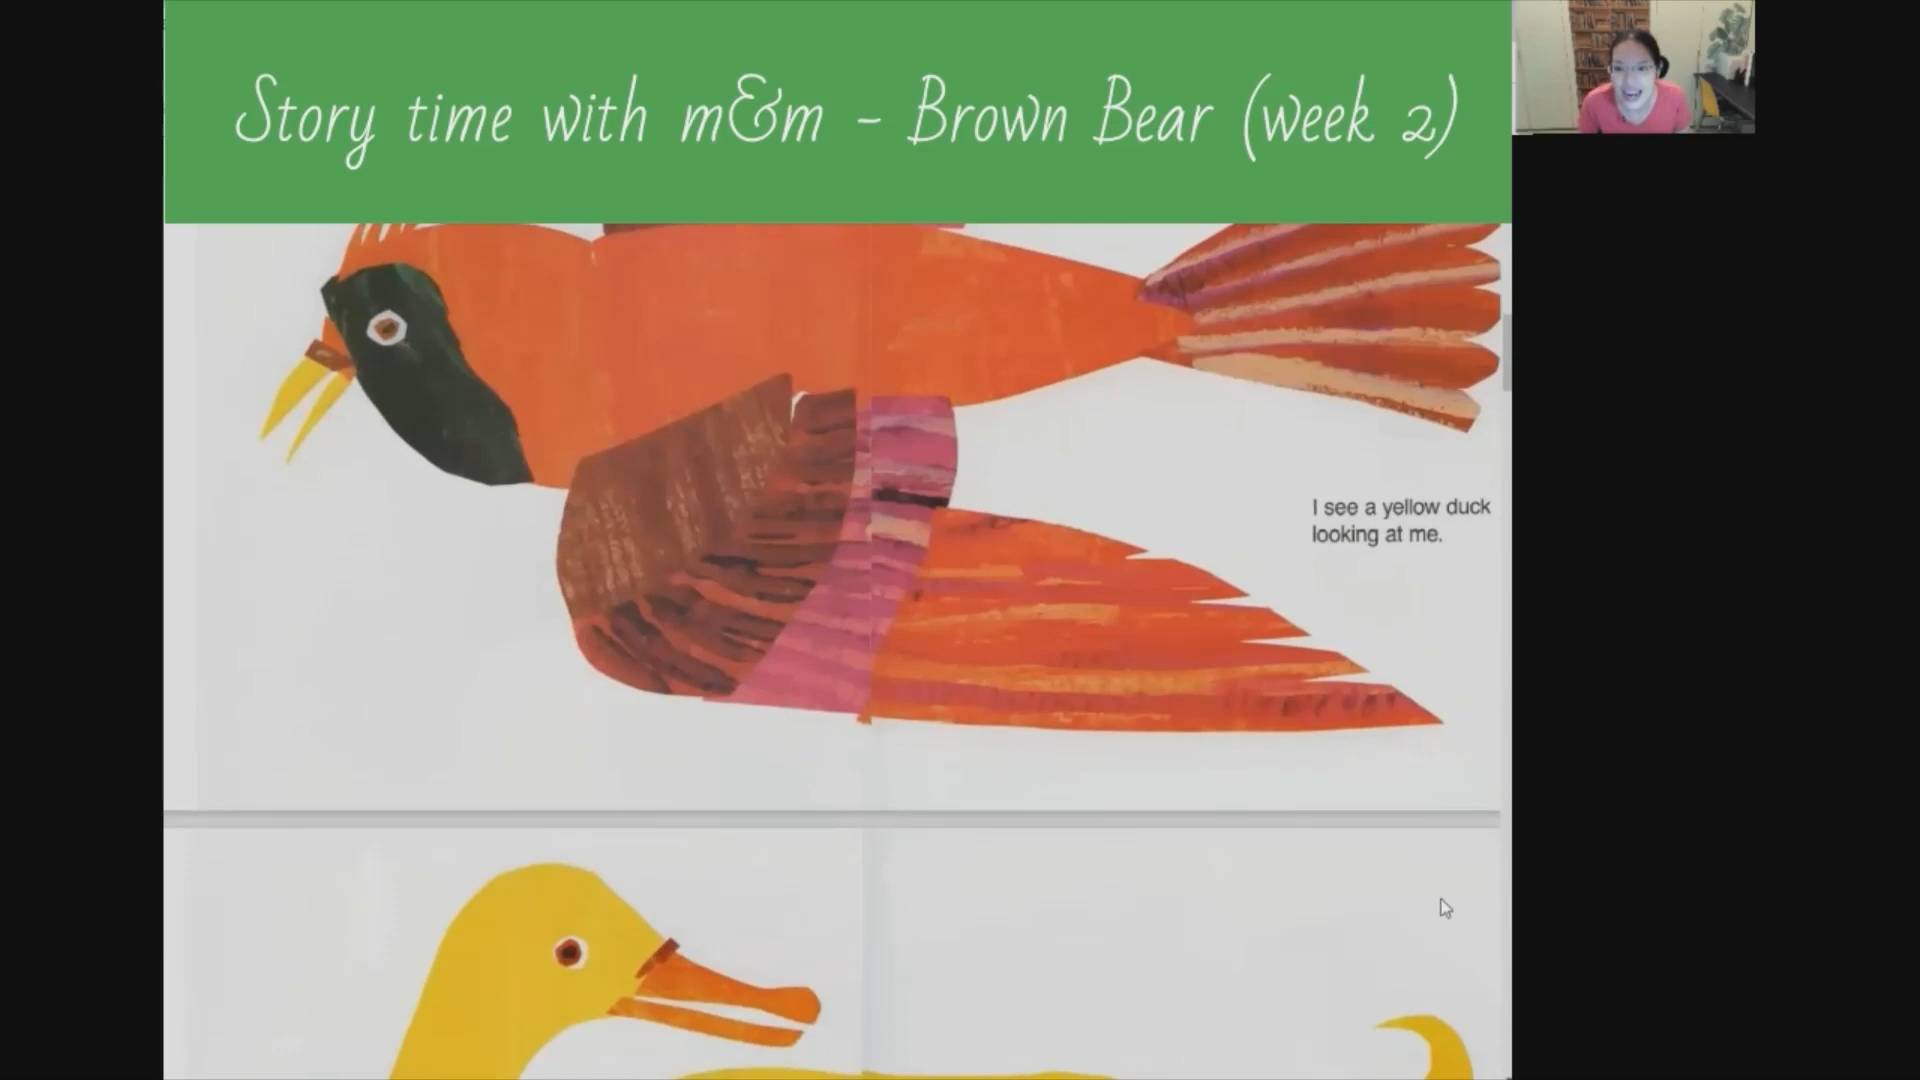 Story time with m&m - Brown Bear (week 2)
I see a yellow duck
looking at me.